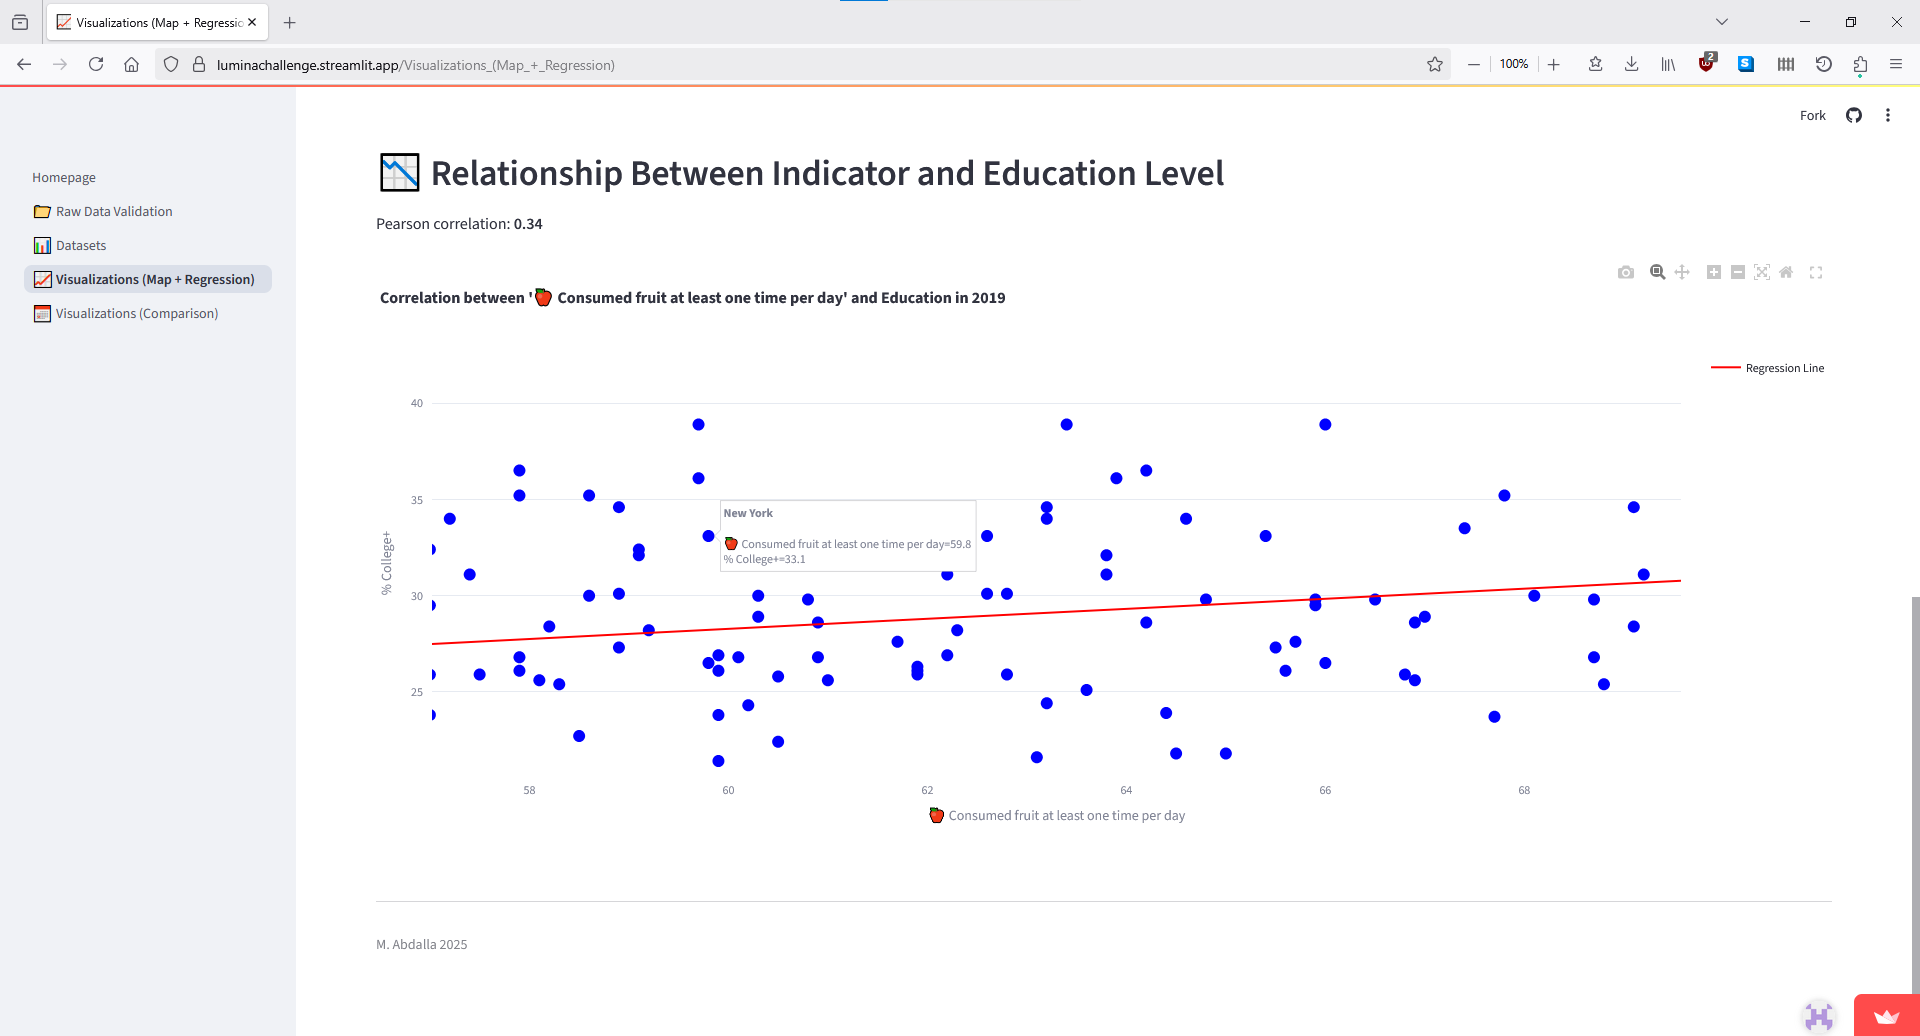 Visualizations (Map + Regressic
luminachallenge.streamlit.app/Visualizations_(Map_+_Regression)
100%
2
S
Fork
Homepage
Raw Data Validation
Datasets
Visualizations (Map + Regression)
Visualizations (Comparison)
Relationship Between Indicator and Education Level
Pearson correlation: 0.34
Correlation between '🍎 Consumed fruit at least one time per day' and Education in 2019
Regression Line
40
35
30
25
% College+
New York
🍎 Consumed fruit at least one time per day=59.8
% College+=33.1
58 60 62 64 66 68
🍎 Consumed fruit at least one time per day
M. Abdalla 2025